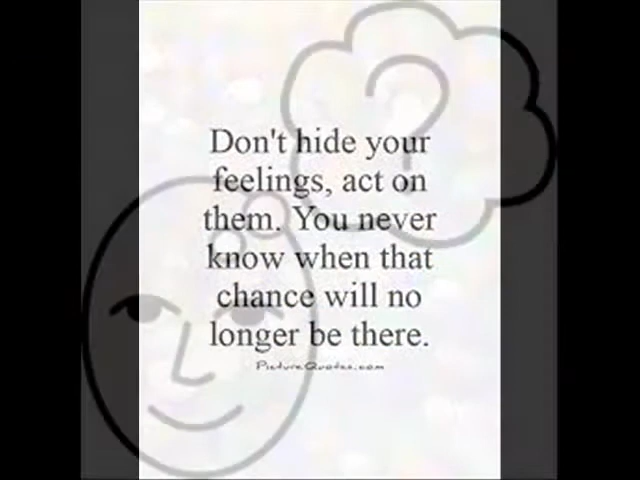 Don't hide your
feelings, act on
them. You never
know when that
chance will no
longer be there.
PictureQuotes.com
?